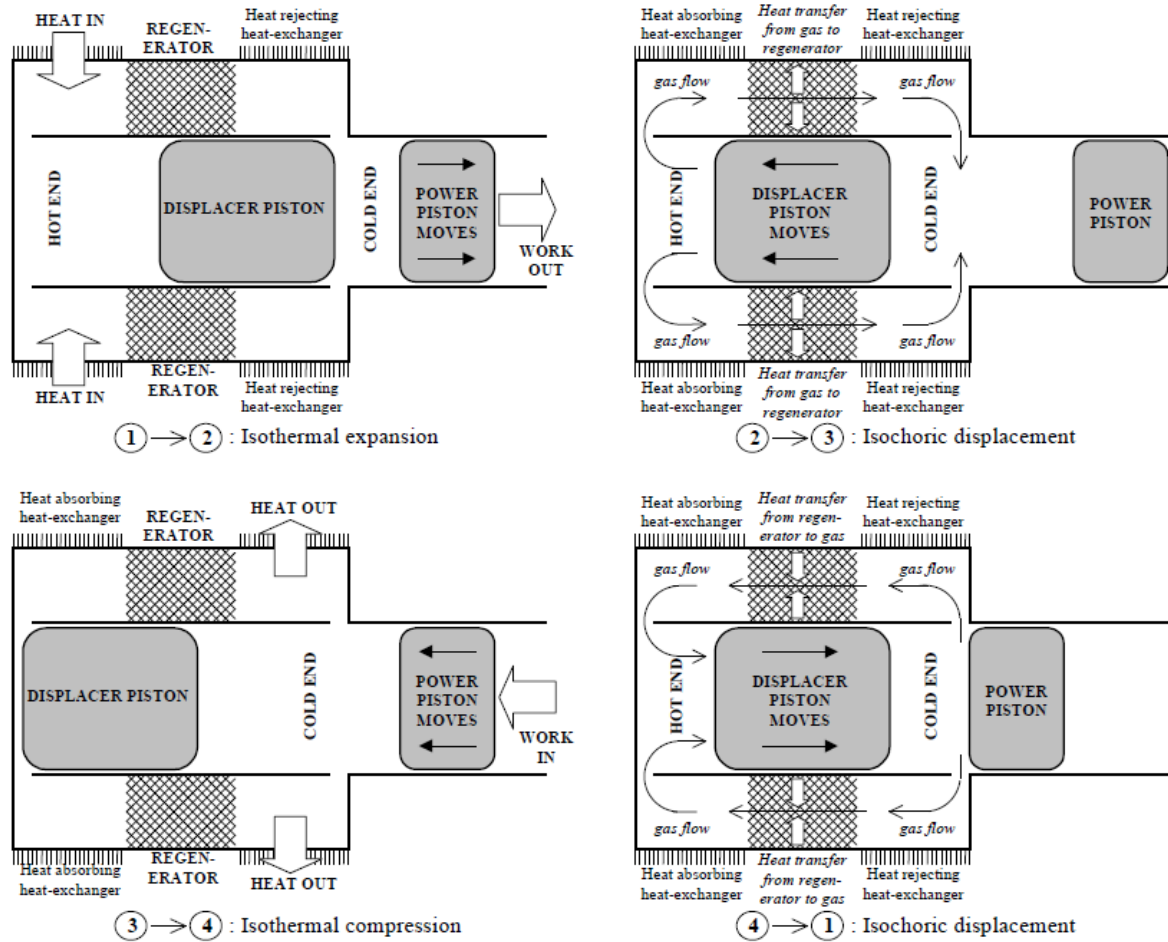 HEAT IN
REGEN-
ERATOR
Heat rejecting
heat-exchanger
HOT END
DISPLACER PISTON
COLD END
POWER
PISTON
MOVES
WORK
OUT
HEAT IN
REGEN-
ERATOR
Heat rejecting
heat-exchanger
1 → 2 : Isothermal expansion
Heat absorbing
heat-exchanger
Heat transfer
from gas to
regenerator
Heat rejecting
heat-exchanger
gas flow
gas flow
HOT END
DISPLACER
PISTON
MOVES
COLD END
POWER
PISTON
gas flow
gas flow
Heat absorbing
heat-exchanger
Heat transfer
from gas to
regenerator
Heat rejecting
heat-exchanger
2 → 3 : Isochoric displacement
Heat absorbing
heat-exchanger
REGEN-
ERATOR
HEAT OUT
DISPLACER PISTON
COLD END
POWER
PISTON
MOVES
WORK
IN
Heat absorbing
heat-exchanger
REGEN-
ERATOR
HEAT OUT
3 → 4 : Isothermal compression
Heat absorbing
heat-exchanger
Heat transfer
from regen-
erator to gas
Heat rejecting
heat-exchanger
gas flow
gas flow
HOT END
DISPLACER
PISTON
MOVES
COLD END
POWER
PISTON
gas flow
gas flow
Heat absorbing
heat-exchanger
Heat transfer
from regen-
erator to gas
Heat rejecting
heat-exchanger
4 → 1 : Isochoric displacement